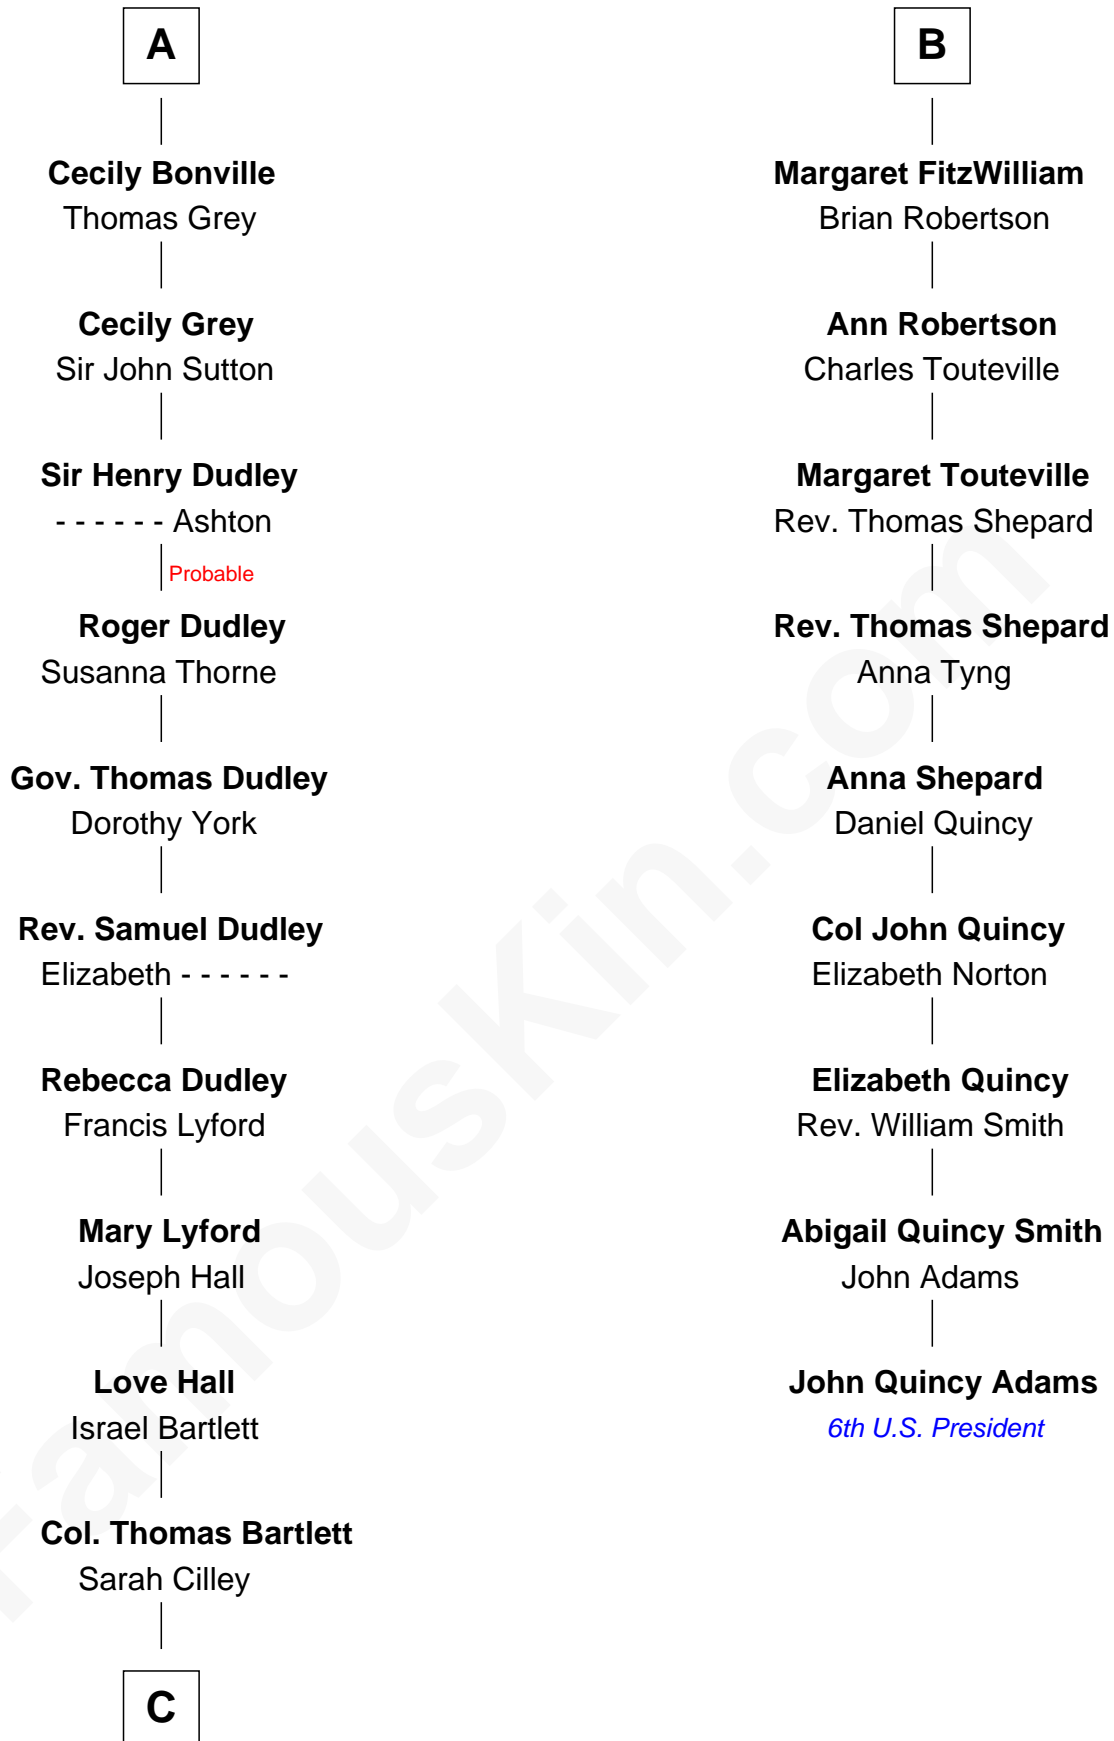 A
Cecily Bonville
Thomas Grey
Cecily Grey
Sir John Sutton
Sir Henry Dudley
- - - - - - Ashton
Probable
Roger Dudley
Susanna Thorne
Gov. Thomas Dudley
Dorothy York
Rev. Samuel Dudley
Elizabeth - - - - - -
Rebecca Dudley
Francis Lyford
Mary Lyford
Joseph Hall
Love Hall
Israel Bartlett
Col. Thomas Bartlett
Sarah Cilley
C
B
Margaret FitzWilliam
Brian Robertson
Ann Robertson
Charles Touteville
Margaret Touteville
Rev. Thomas Shepard
Rev. Thomas Shepard
Anna Tyng
Anna Shepard
Daniel Quincy
Col John Quincy
Elizabeth Norton
Elizabeth Quincy
Rev. William Smith
Abigail Quincy Smith
John Adams
John Quincy Adams
6th U.S. President
FamousKin.com